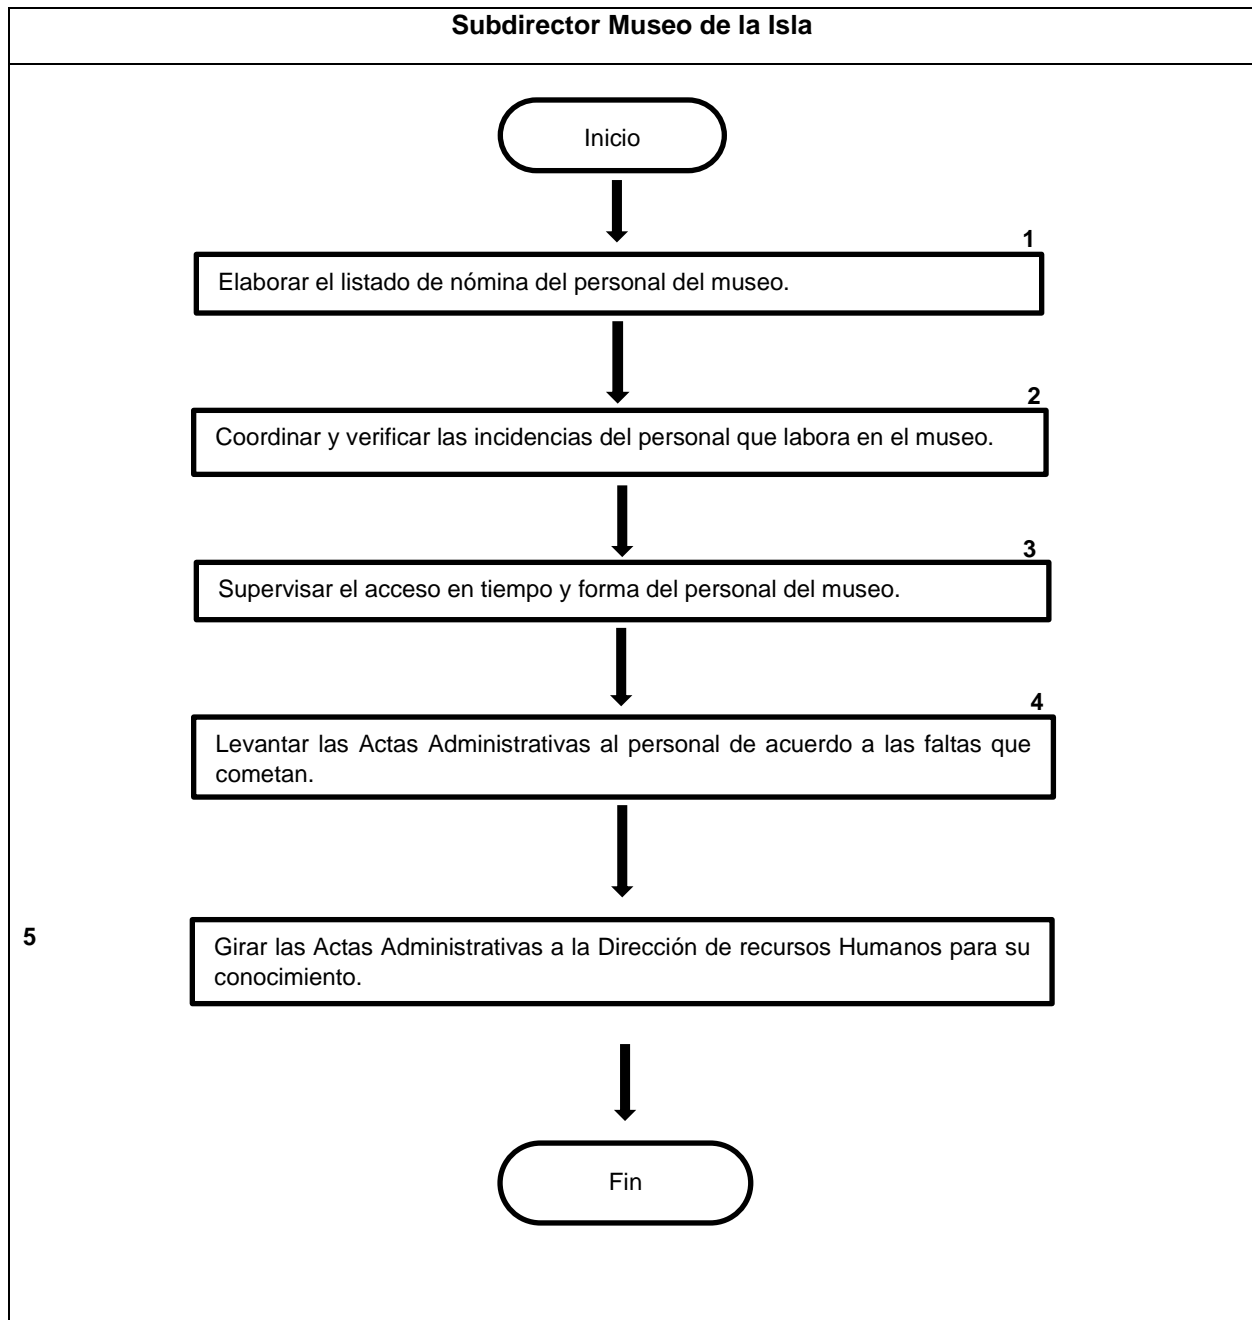 Subdirector Museo de la Isla
Inicio
1
Elaborar el listado de nómina del personal del museo.
2
Coordinar y verificar las incidencias del personal que labora en el museo.
3
Supervisar el acceso en tiempo y forma del personal del museo.
4
Levantar las Actas Administrativas al personal de acuerdo a las faltas que
cometan.
5
Girar las Actas Administrativas a la Dirección de recursos Humanos para su
conocimiento.
Fin